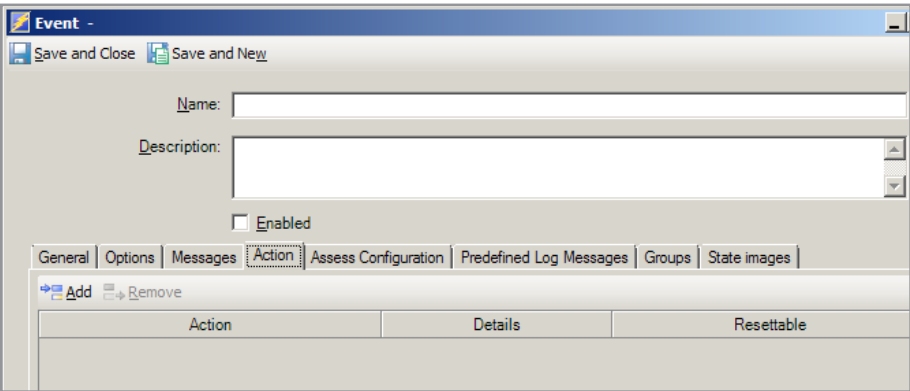 Event -
Save and Close Save and New
Name:
Description:
Enabled
General Options Messages Action Assess Configuration Predefined Log Messages Groups State images
Add Remove
Action Details Resettable